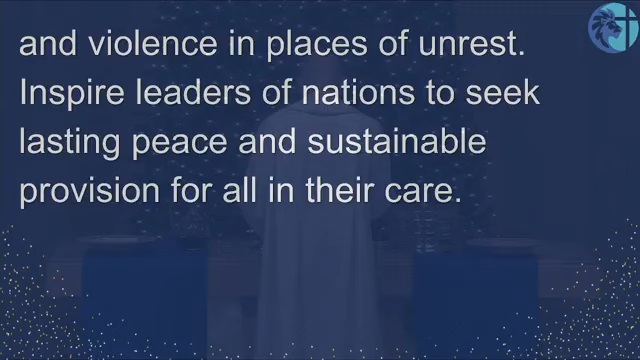 and violence in places of unrest.
Inspire leaders of nations to seek
lasting peace and sustainable
provision for all in their care.